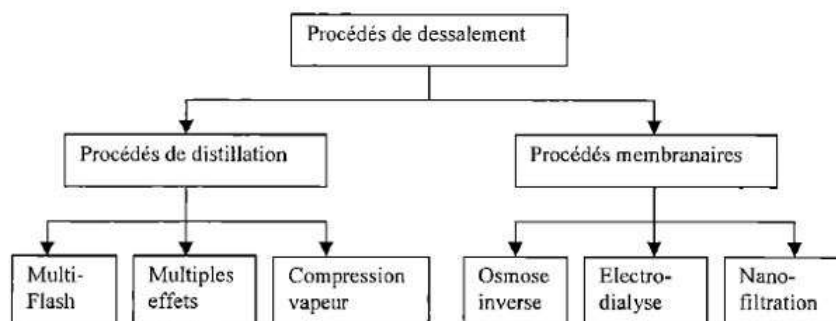 Procédés de dessalement
Procédés de distillation
Procédés membranaires
Multi-
Flash
Multiples
effets
Compression
vapeur
Osmose
inverse
Electro-
dialyse
Nano-
filtration